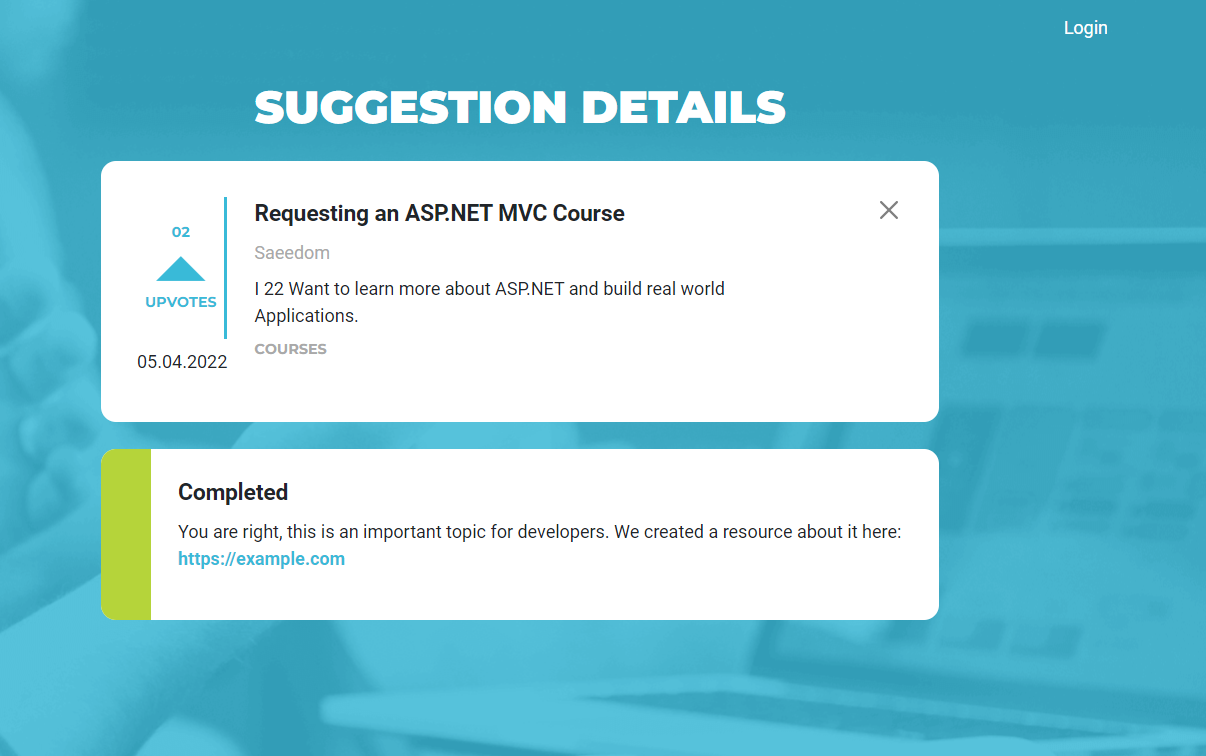 Login
SUGGESTION DETAILS
02
UPVOTES
05.04.2022
Requesting an ASP.NET MVC Course
Saeedom
I 22 Want to learn more about ASP.NET and build real world
Applications.
COURSES
Completed
You are right, this is an important topic for developers. We created a resource about it here:
https://example.com